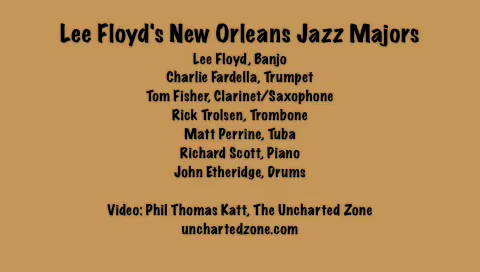 Lee Floyd's New Orleans Jazz Majors
Lee Floyd, Banjo
Charlie Fardella, Trumpet
Tom Fisher, Clarinet/Saxophone
Rick Trolsen, Trombone
Matt Perrine, Tuba
Richard Scott, Piano
John Etheridge, Drums
Video: Phil Thomas Katt, The Uncharted Zone
unchartedzone.com